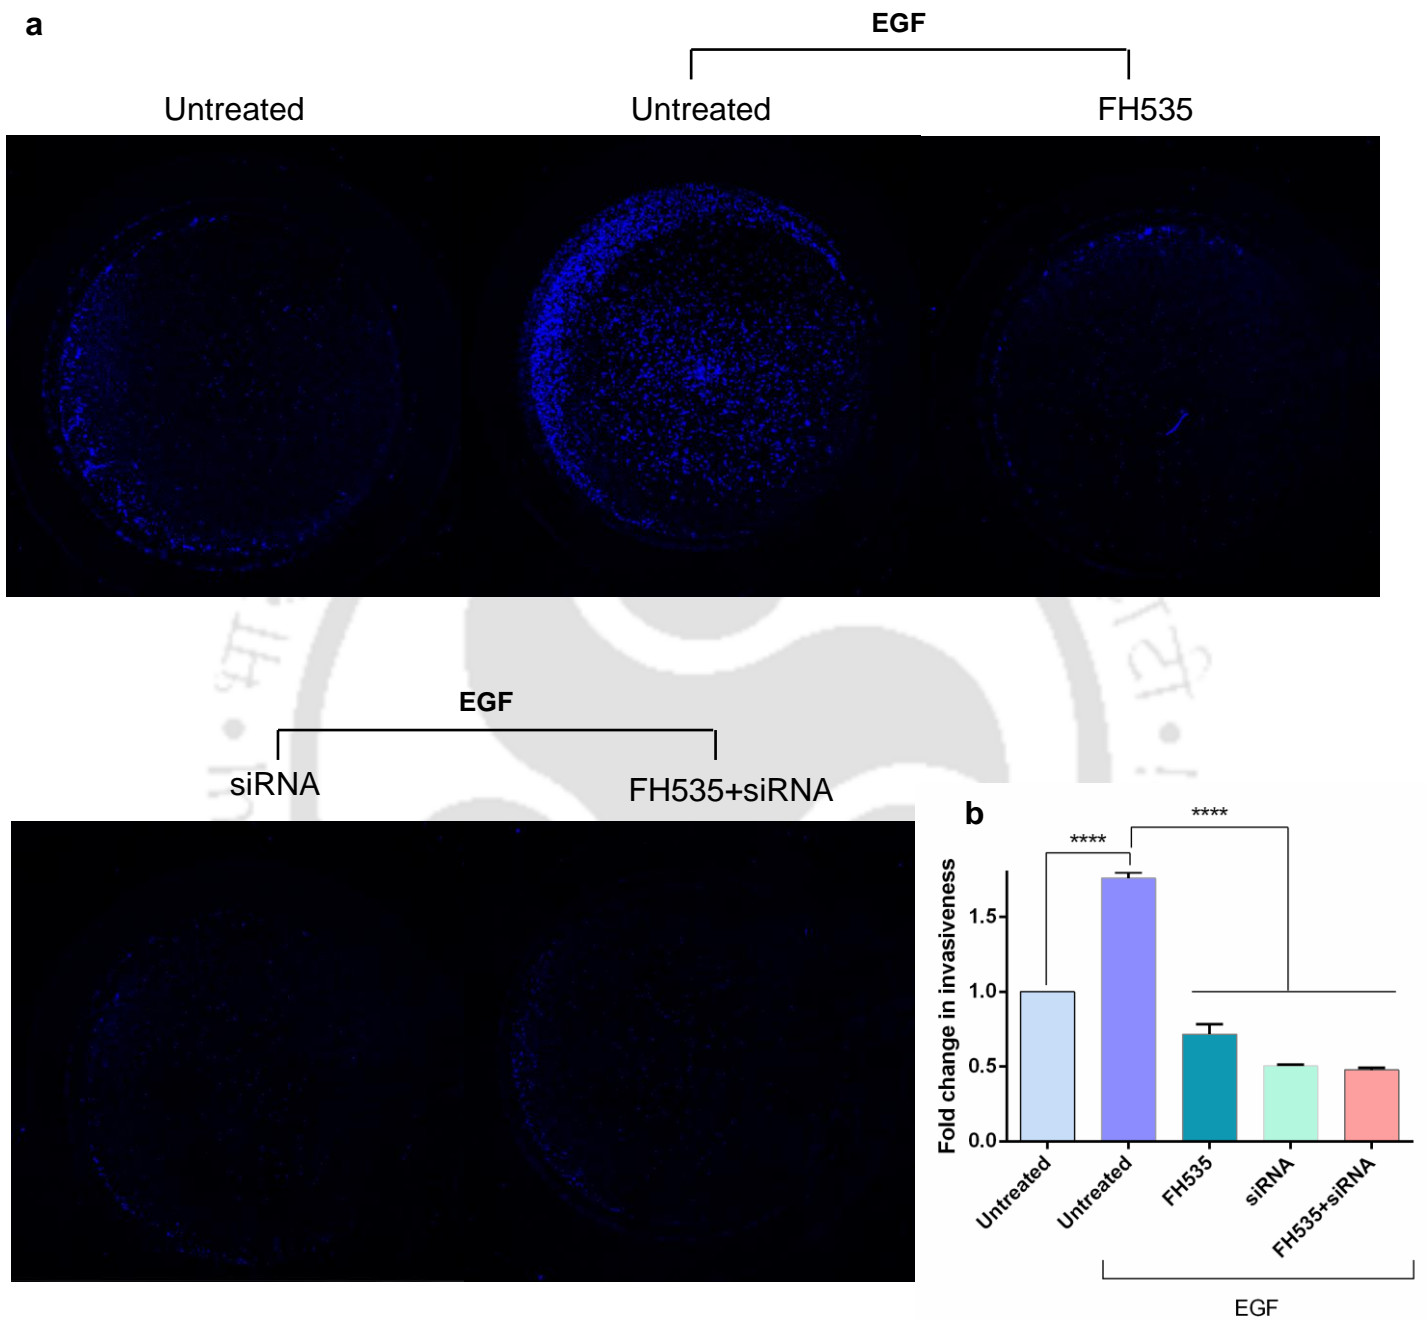 a
EGF
Untreated
Untreated
FH535
EGF
siRNA
FH535+siRNA
b
****
****
Fold change in invasiveness
1.5
1.0
0.5
0.0
Untreated
Untreated
FH535
siRNA
FH535+siRNA
EGF